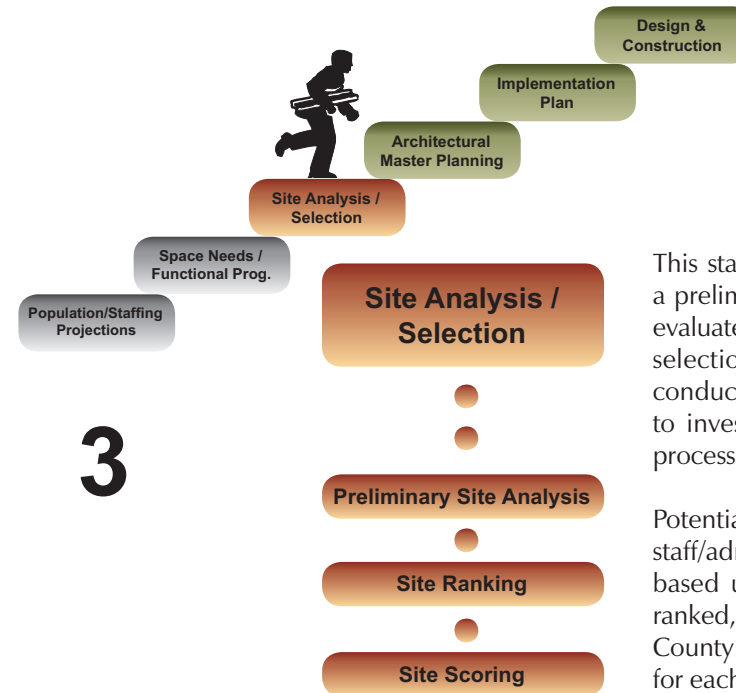 Design &
Construction
Implementation
Plan
Architectural
Master Planning
Site Analysis /
Selection
Space Needs /
Functional Prog.
Population/Staffing
Projections
3
Site Analysis /
Selection
Preliminary Site Analysis
Site Ranking
Site Scoring
This sta
a prelim
evaluate
selectio
conduc
to inves
process
Potentia
staff/adr
based u
ranked,
County
for each